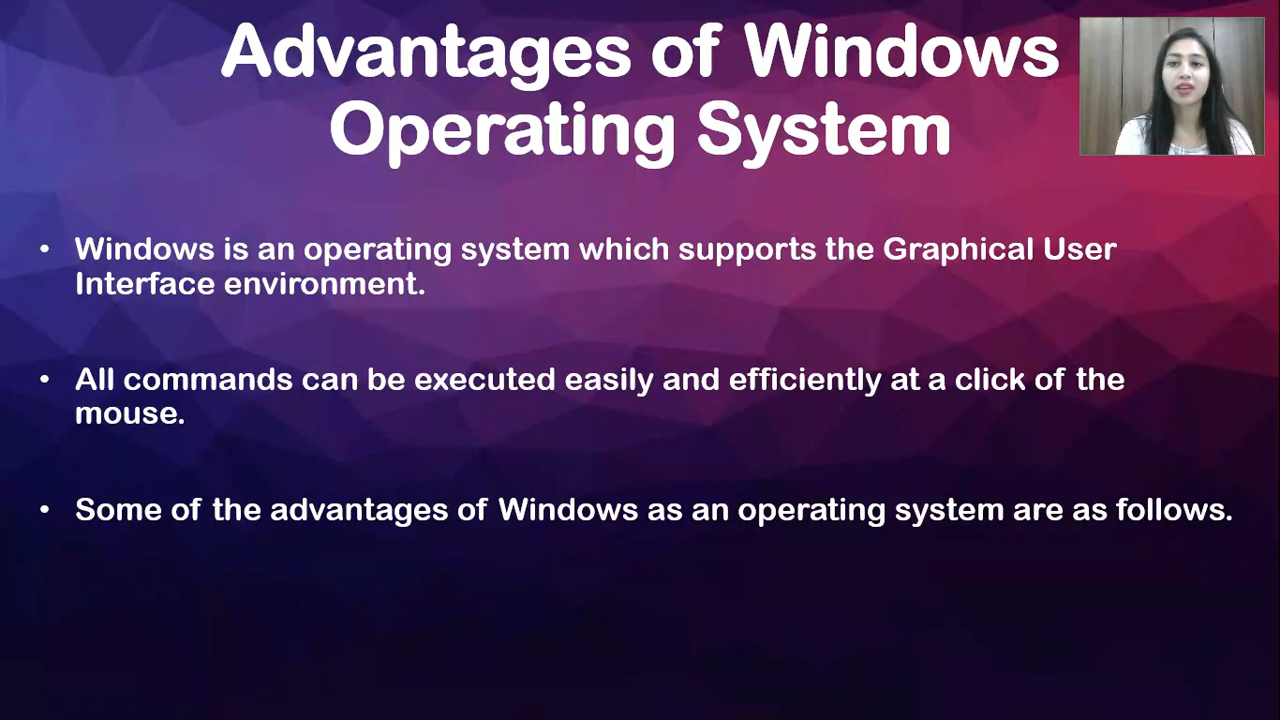 Advantages of Windows
Operating System
• Windows is an operating system which supports the Graphical User
Interface environment.
• All commands can be executed easily and efficiently at a click of the
mouse.
• Some of the advantages of Windows as an operating system are as follows.